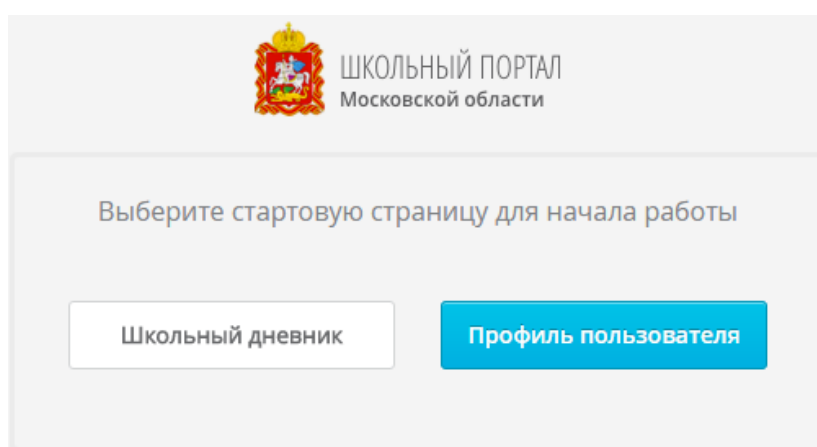 ШКОЛЬНЫЙ ПОРТАЛ
Московской области
Выберите стартовую страницу для начала работы
Школьный дневник
Профиль пользователя